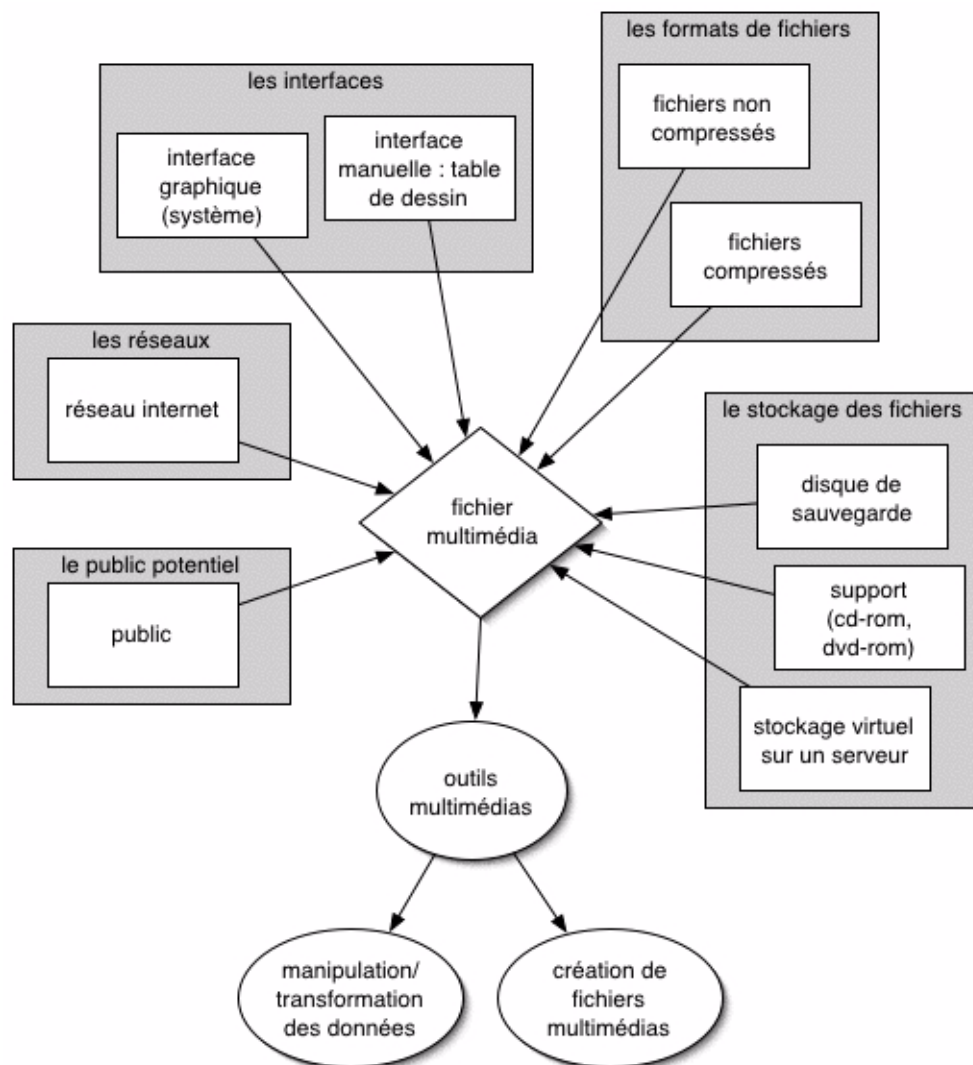 les formats de fichiers
fichiers non
compressés
fichiers
compressés
les interfaces
interface
graphique
(système)
interface
manuelle : table
de dessin
les réseaux
réseau internet
le public potentiel
public
fichier
multimédia
le stockage des fichiers
disque de
sauvegarde
support
(cd-rom,
dvd-rom)
stockage virtuel
sur un serveur
outils
multimédias
manipulation/
transformation
des données
création de
fichiers
multimédias